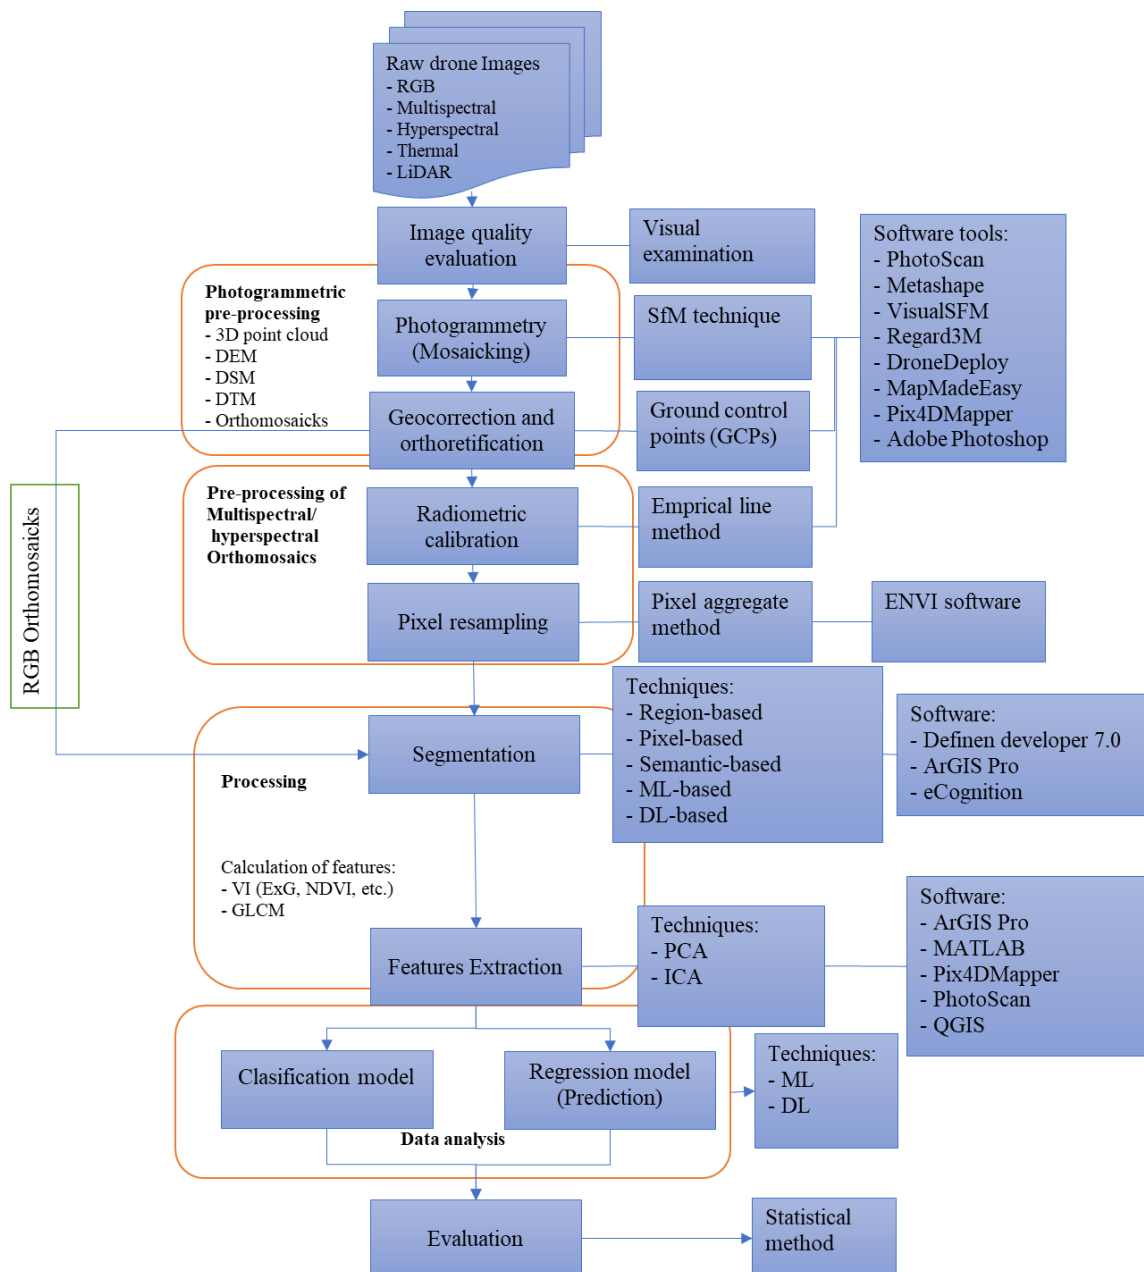 Raw drone Images
- RGB
- Multispectral
- Hyperspectral
- Thermal
- LiDAR
Image quality
evaluation
Visual
examination
Software tools:
- PhotoScan
- Metashape
- VisualSFM
- Regard3M
- DroneDeploy
- MapMadeEasy
- Pix4DMapper
- Adobe Photoshop
Photogrammetric
pre-processing
- 3D point cloud
- DEM
- DSM
- DTM
- Orthomosaicks
Photogrammetry
(Mosaicking)
SfM technique
Geocorrection and
orthoretification
Ground control
points (GCPs)
RGB Orthomosaicks
Pre-processing of
Multispectral/
hyperspectral
Orthomosaics
Radiometric
calibration
Emprical line
method
Pixel resampling
Pixel aggregate
method
ENVI software
Segmentation
Techniques:
- Region-based
- Pixel-based
- Semantic-based
- ML-based
- DL-based
Software:
- Definen developer 7.0
- ArGIS Pro
- eCognition
Processing
Calculation of features:
- VI (ExG, NDVI, etc.)
- GLCM
Features Extraction
Techniques:
- PCA
- ICA
Software:
- ArGIS Pro
- MATLAB
- Pix4DMapper
- PhotoScan
- QGIS
Clasification model
Regression model
(Prediction)
Techniques:
- ML
- DL
Data analysis
Evaluation
Statistical
method